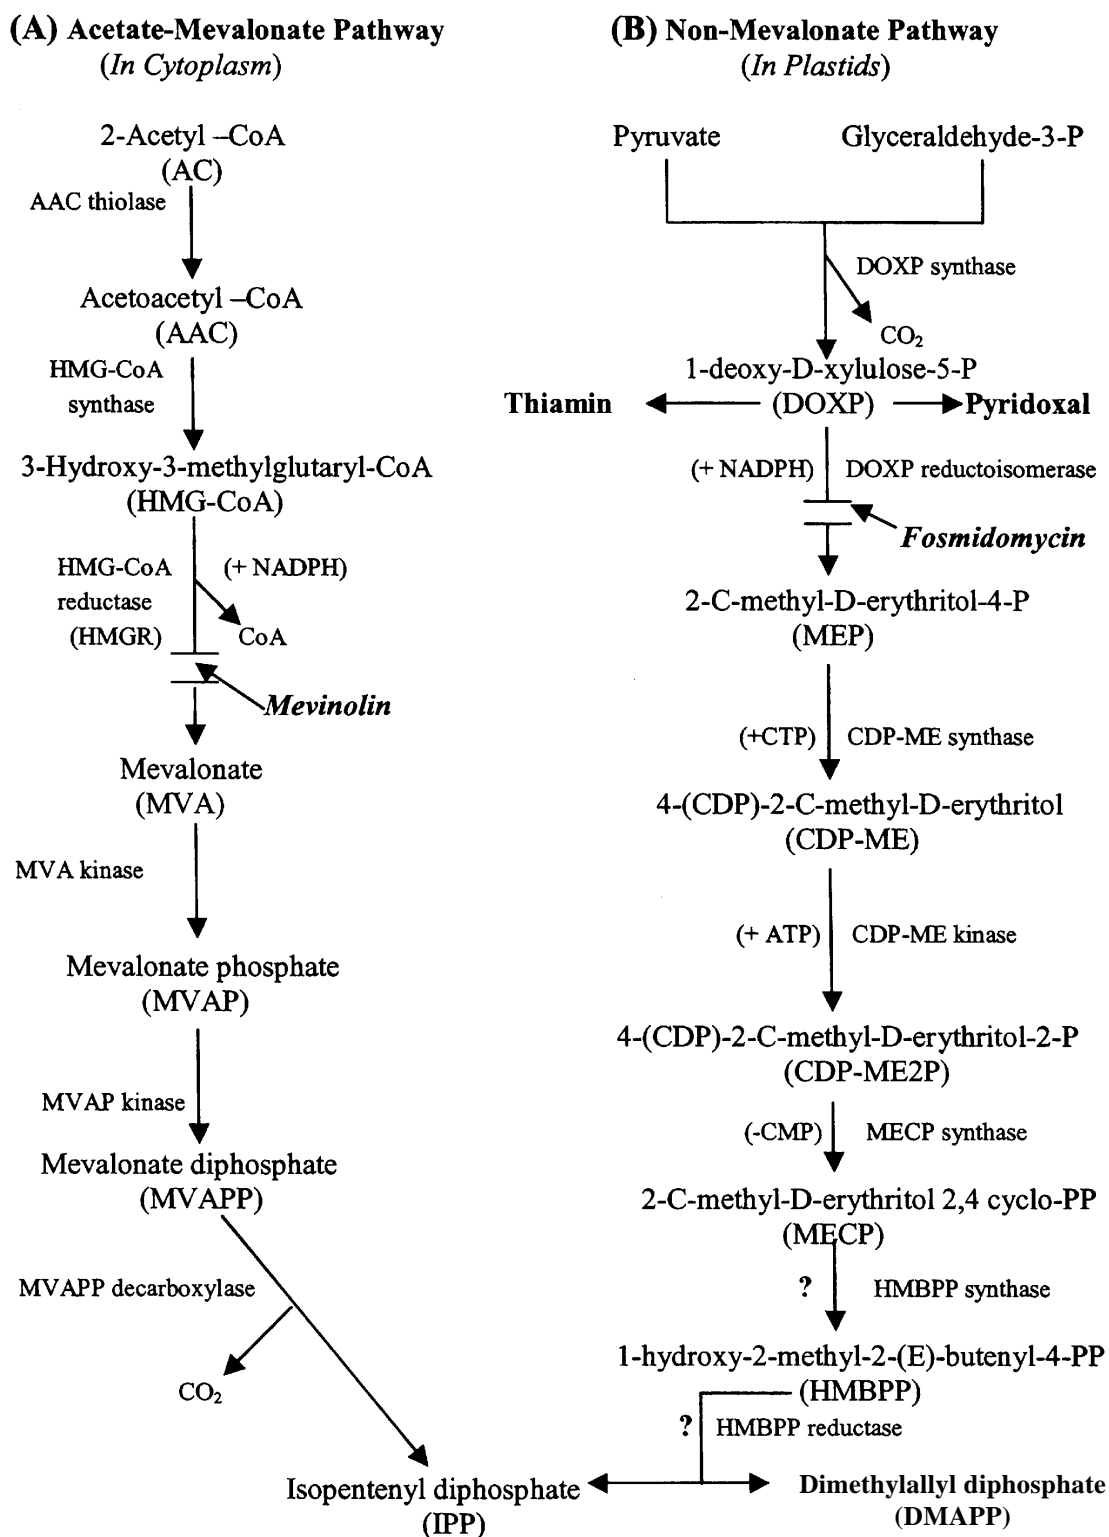 (A) Acetate-Mevalonate Pathway
(In Cytoplasm)
2-Acetyl –CoA
(AC)
AAC thiolase
Acetoacetyl –CoA
(AAC)
HMG-CoA
synthase
3-Hydroxy-3-methylglutaryl-CoA
(HMG-CoA)
HMG-CoA
reductase
(HMGR)
(+ NADPH)
CoA
Mevinolin
Mevalonate
(MVA)
MVA kinase
Mevalonate phosphate
(MVAP)
MVAP kinase
Mevalonate diphosphate
(MVAPP)
MVAPP decarboxylase
CO₂
Isopentenyl diphosphate
(IPP)
(B) Non-Mevalonate Pathway
(In Plastids)
Pyruvate
Glyceraldehyde-3-P
DOXP synthase
CO₂
1-deoxy-D-xylulose-5-P
Thiamin
(DOXP)
Pyridoxal
(+ NADPH)
DOXP reductoisomerase
Fosmidomycin
2-C-methyl-D-erythritol-4-P
(MEP)
(+CTP)
CDP-ME synthase
4-(CDP)-2-C-methyl-D-erythritol
(CDP-ME)
(+ ATP)
CDP-ME kinase
4-(CDP)-2-C-methyl-D-erythritol-2-P
(CDP-ME2P)
(-CMP)
MECP synthase
2-C-methyl-D-erythritol 2,4 cyclo-PP
(MECP)
?
HMBPP synthase
1-hydroxy-2-methyl-2-(E)-butenyl-4-PP
(HMBPP)
?
HMBPP reductase
Dimethylallyl diphosphate
(DMAPP)